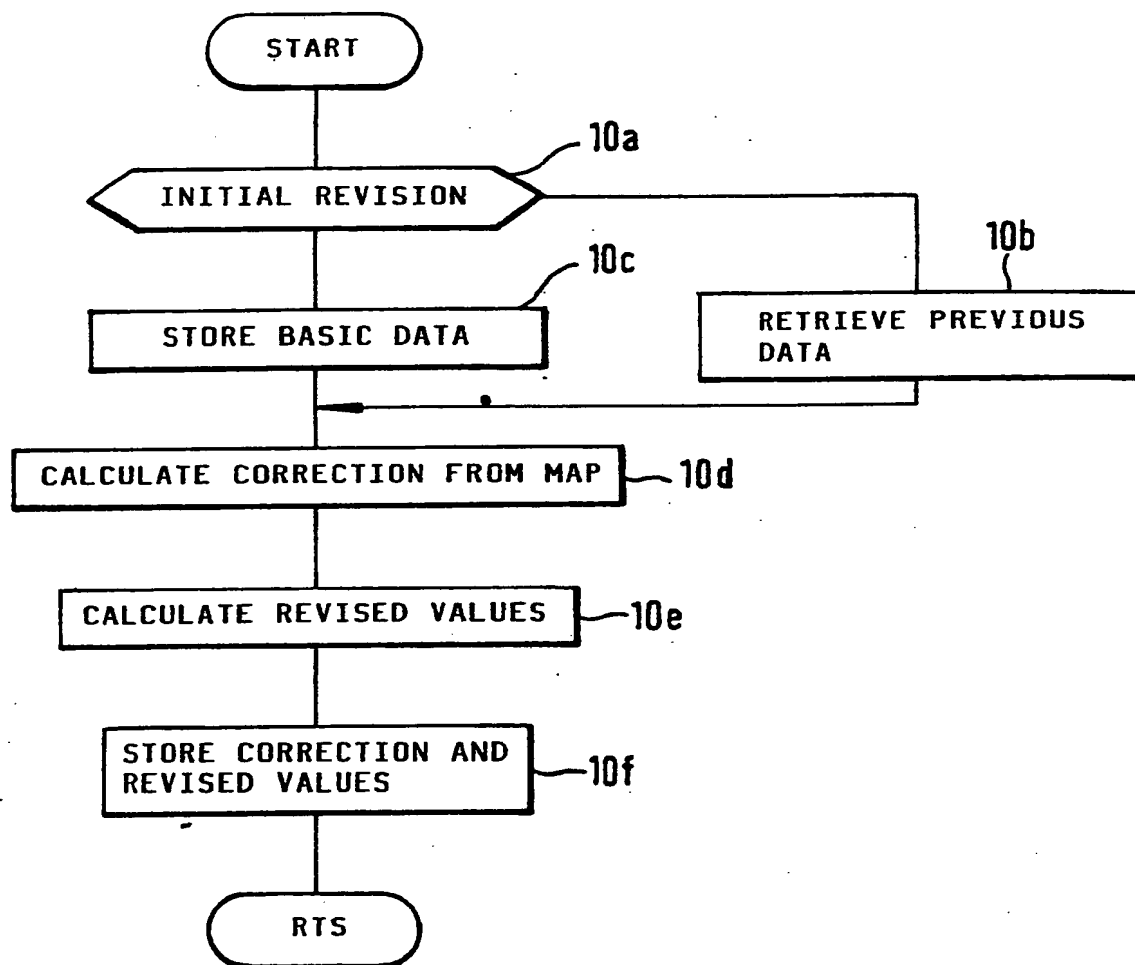 START
10a
INITIAL REVISION
10b
10c
RETRIEVE PREVIOUS
DATA
STORE BASIC DATA
CALCULATE CORRECTION FROM MAP
10d
CALCULATE REVISED VALUES
10e
STORE CORRECTION AND
REVISED VALUES
10f
RTS